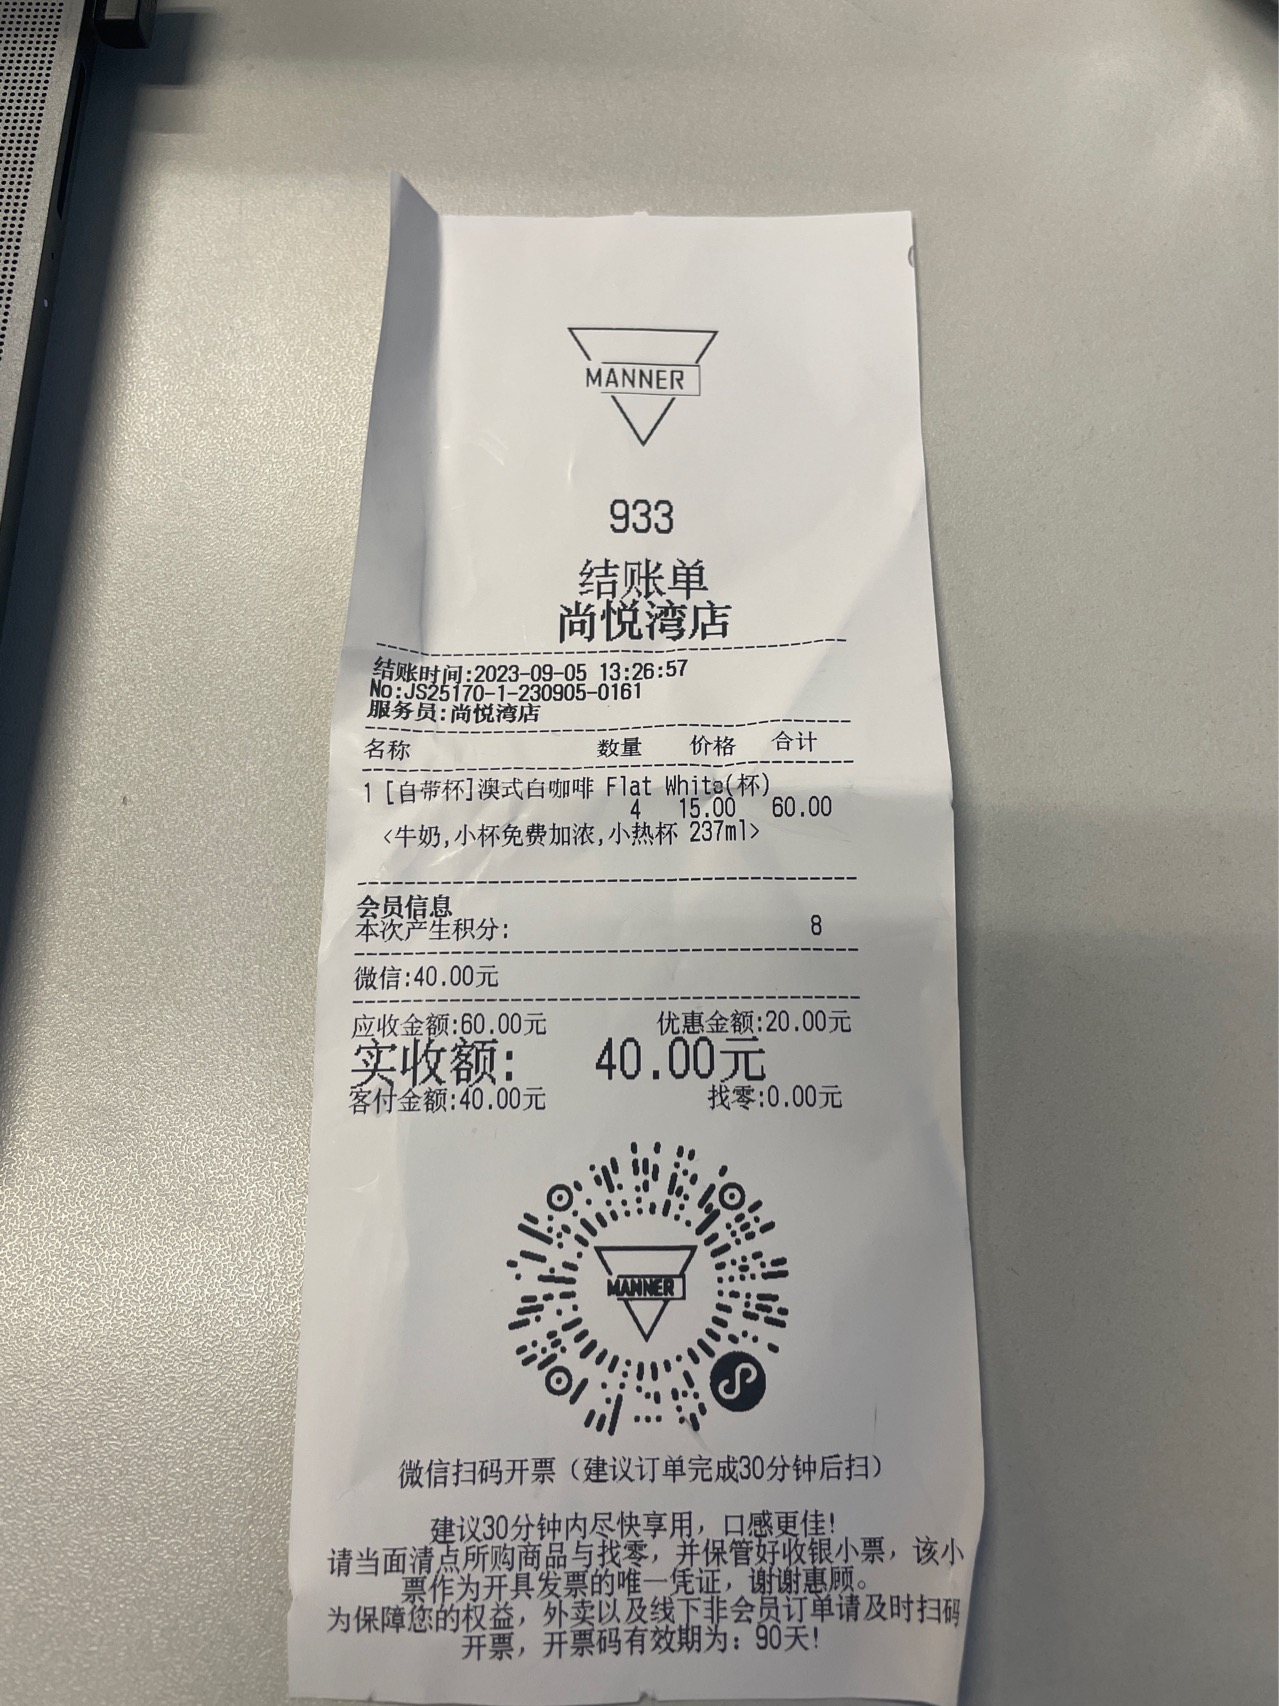 MANNER
933
结账单
尚悦湾店
结账时间:2023-09-05 13:26:57
No:JS25170-1-230905-0161
服务员:尚悦湾店
名称 数量 价格 合计
1 [自带杯]澳式白咖啡 Flat White(杯)
4 15.00 60.00
<牛奶,小杯免费加浓,小热杯 237ml>
会员信息
本次产生积分: 8
微信:40.00元
应收金额:60.00元 优惠金额:20.00元
实收额: 40.00元
客付金额:40.00元 找零:0.00元
MANNER
微信扫码开票（建议订单完成30分钟后扫）
建议30分钟内尽快享用，口感更佳!
请当面清点所购商品与找零，并保管好收银小票，该小
票作为开具发票的唯一凭证，谢谢惠顾。
为保障您的权益，外卖以及线下非会员订单请及时扫码
开票，开票码有效期为：90天!